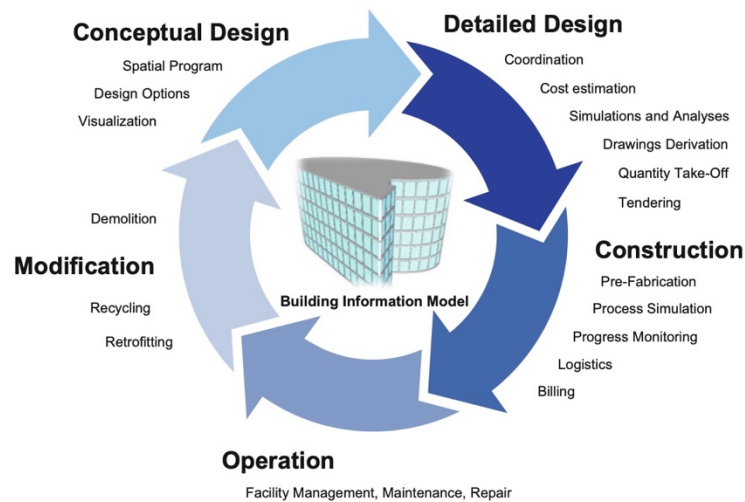 Conceptual Design
Spatial Program
Design Options
Visualization
Detailed Design
Coordination
Cost estimation
Simulations and Analyses
Drawings Derivation
Quantity Take-Off
Tendering
Construction
Pre-Fabrication
Process Simulation
Progress Monitoring
Logistics
Billing
Operation
Facility Management, Maintenance, Repair
Demolition
Modification
Recycling
Retrofitting
Building Information Model